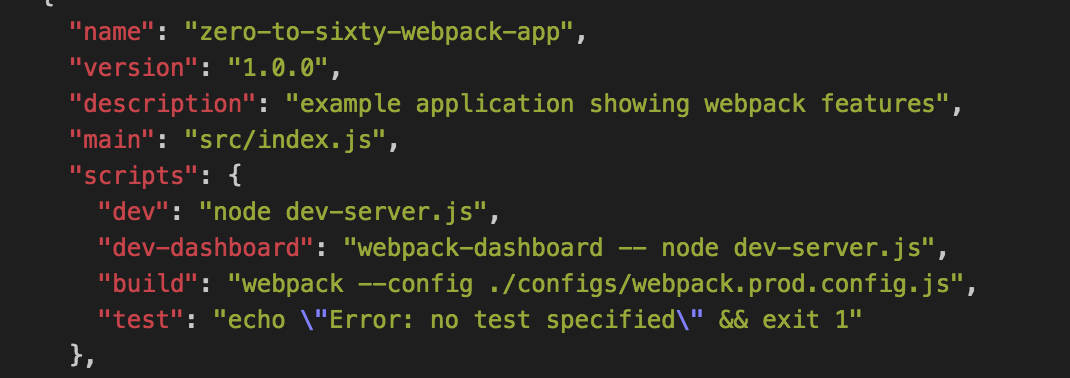 {
"name": "zero-to-sixty-webpack-app",
"version": "1.0.0",
"description": "example application showing webpack features",
"main": "src/index.js",
"scripts": {
"dev": "node dev-server.js",
"dev-dashboard": "webpack-dashboard -- node dev-server.js",
"build": "webpack --config ./configs/webpack.prod.config.js",
"test": "echo \"Error: no test specified\" && exit 1"
},